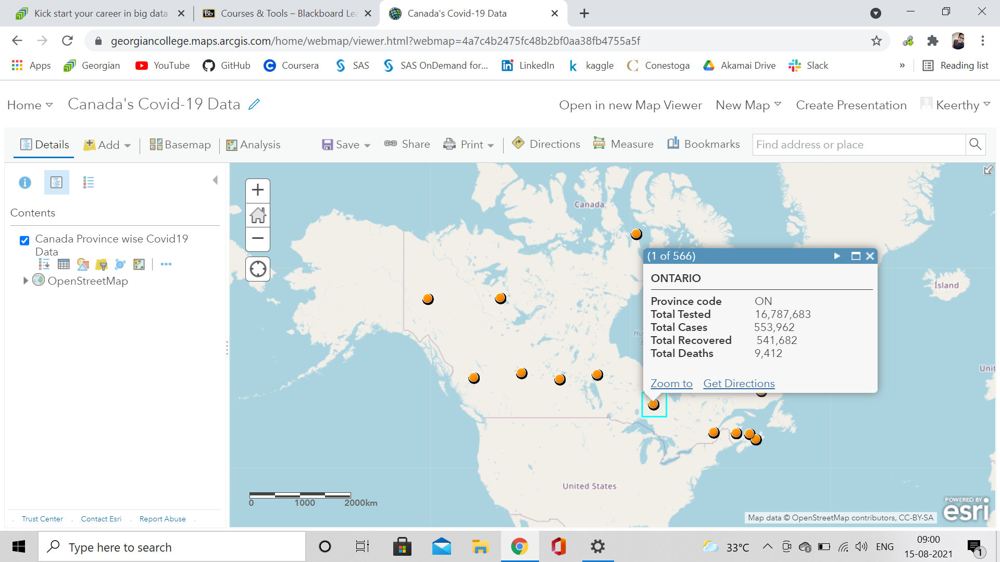 Kick start your career in big data
Courses & Tools – Blackboard Lea
Canada's Covid-19 Data
georgiancollege.maps.arcgis.com/home/webmap/viewer.html?webmap=4a7c4b2475fc48b2bf0aa38fb4755a5f
Apps
Georgian
YouTube
GitHub
Coursera
SAS
SAS OnDemand for...
LinkedIn
kaggle
Conestoga
Akamai Drive
Slack
»
Reading list
Home
Canada's Covid-19 Data
Open in new Map Viewer
New Map
Create Presentation
Keerthy
Details
Add
Basemap
Analysis
Save
Share
Print
Directions
Measure
Bookmarks
Find address or place
Contents
Canada Province wise Covid19
Data
OpenStreetMap
Canada
(1 of 566)
ONTARIO
Province code ON
Total Tested 16,787,683
Total Cases 553,962
Total Recovered 541,682
Total Deaths 9,412
Zoom to Get Directions
Ísland
Unit
United States
0 1000 2000km
POWERED BY
esri
Map data © OpenStreetMap contributors, CC-BY-SA
Trust Center
Contact Esri
Report Abuse
Type here to search
33°C
ENG
09:00
15-08-2021
1